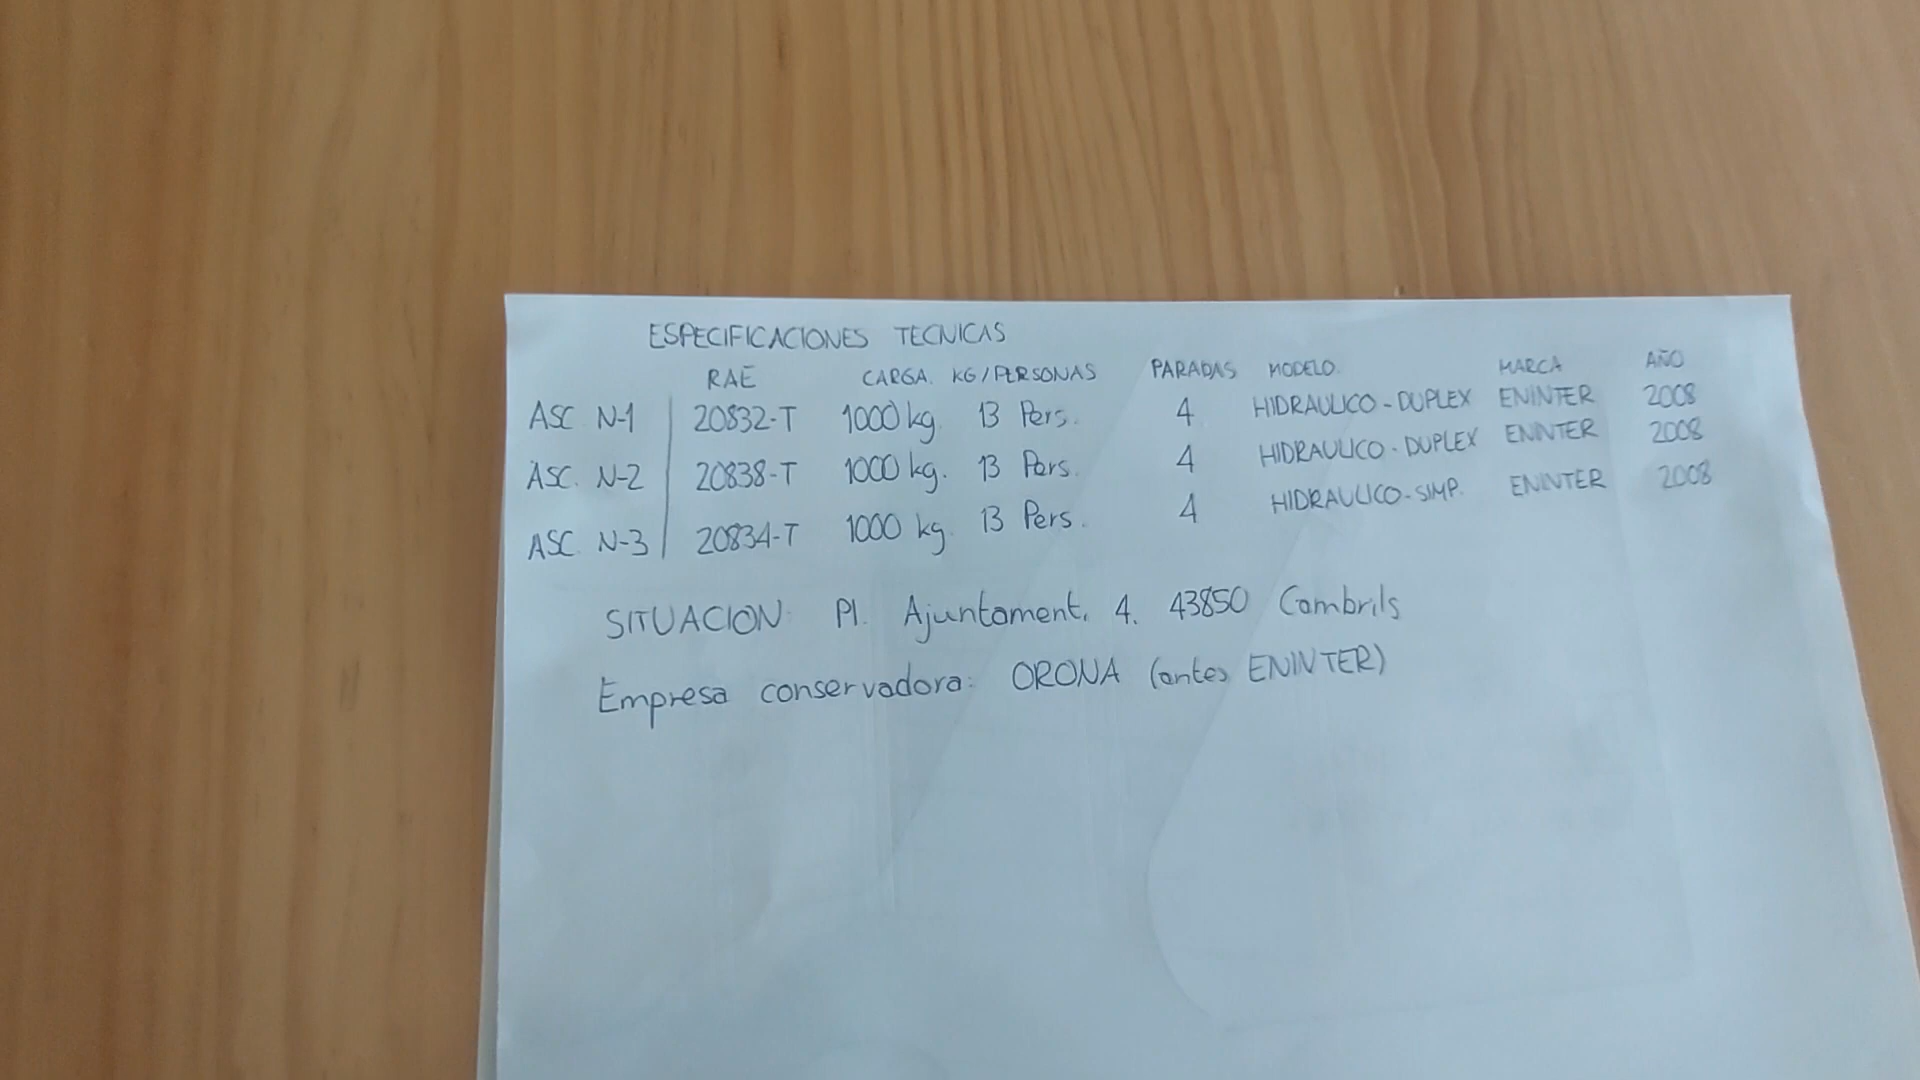 ESPECIFICACIONES TECNICAS
RAE CARGA. KG/PERSONAS PARADAS MODELO. MARCA AÑO
ASC. N-1 20832-T 1000 kg. 13 Pers. 4 HIDRAULICO-DUPLEX ENINTER 2008
ASC. N-2 20838-T 1000 kg. 13 Pers. 4 HIDRAULICO-DUPLEX ENINTER 2008
ASC. N-3 20834-T 1000 kg. 13 Pers. 4 HIDRAULICO-SIMP. ENINTER 2008
SITUACION: Pl. Ajuntament, 4. 43850 Cambrils
Empresa conservadora: ORONA (antes ENINTER)